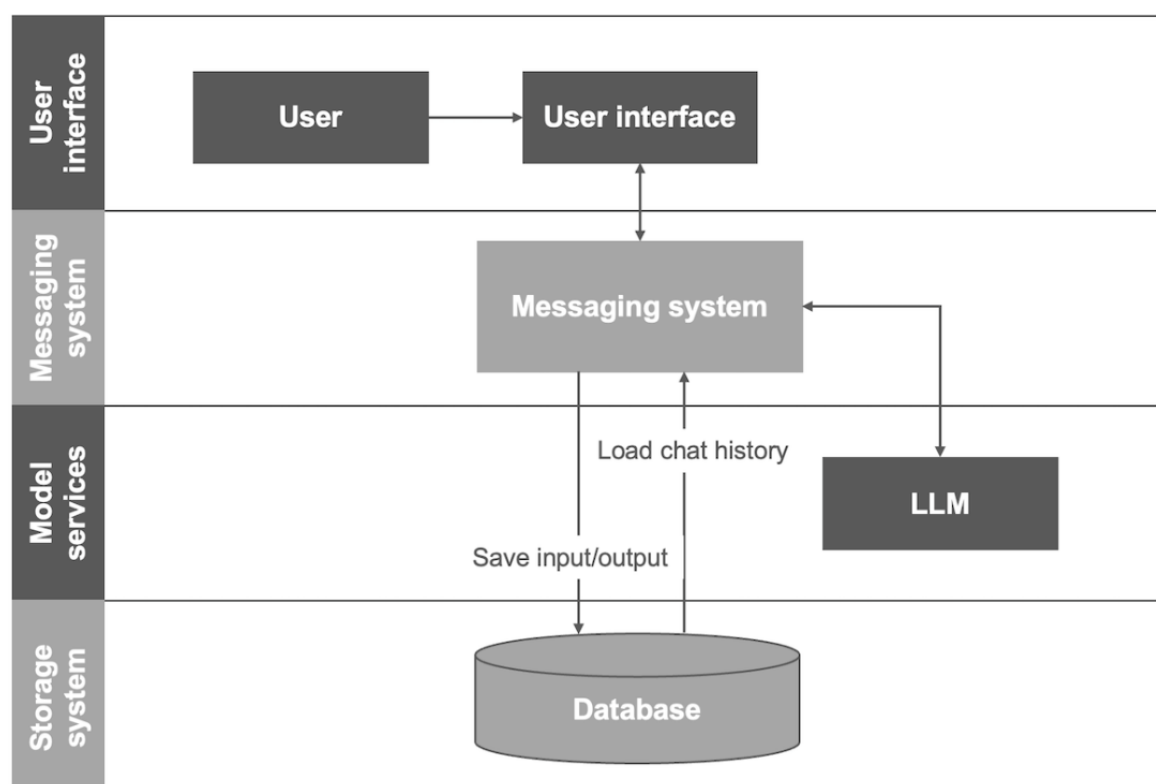 User
interface
User
User interface
Messaging
system
Messaging system
Model
services
Load chat history
LLM
Save input/output
Storage
system
Database